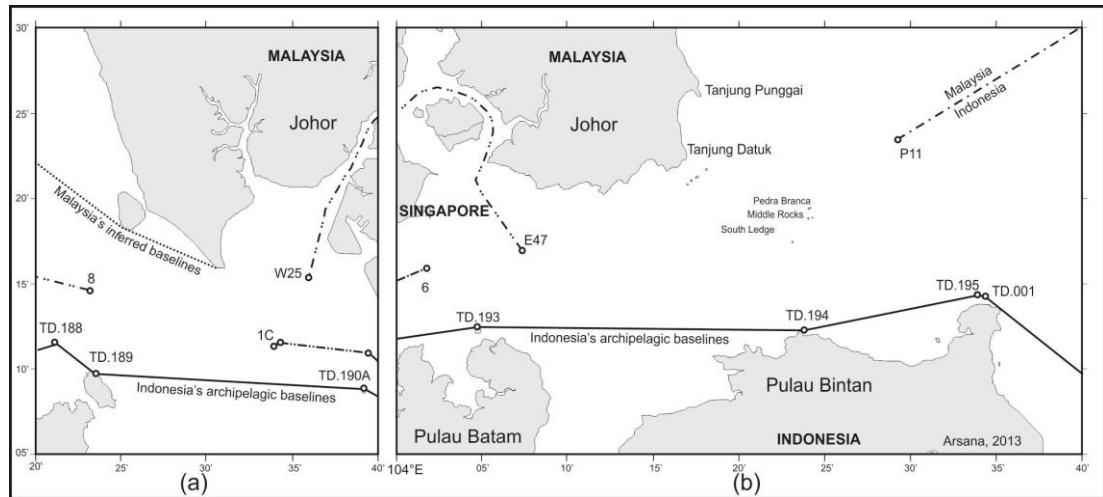 30'
25'
20'
15'
10'
05'
20'
25'
30'
35'
40'
MALAYSIA
Johor
Malaysia's inferred baselines
8
W25
TD.188
TD.189
1C
TD.190A
Indonesia's archipelagic baselines
(a)
MALAYSIA
Johor
Tanjung Punggai
Tanjung Datuk
Malaysia
Indonesia
P11
Pedra Branca
Middle Rocks
South Ledge
SINGAPORE
E47
6
TD.193
TD.194
TD.195
TD.001
Indonesia's archipelagic baselines
Pulau Bintan
Pulau Batam
INDONESIA
Arsana, 2013
104°E
05'
10'
15'
20'
25'
30'
35'
40'
(b)